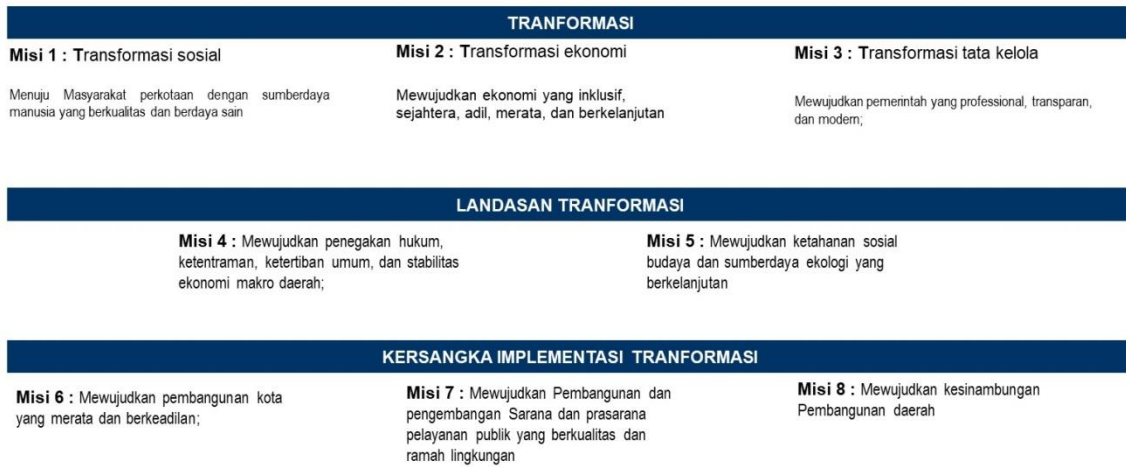 TRANFORMASI
Misi 1 : Transformasi sosial
Menuju Masyarakat perkotaan dengan sumberdaya
manusia yang berkualitas dan berdaya sain
Misi 2 : Transformasi ekonomi
Mewujudkan ekonomi yang inklusif,
sejahtera, adil, merata, dan berkelanjutan
Misi 3 : Transformasi tata kelola
Mewujudkan pemerintah yang professional, transparan,
dan modern;
LANDASAN TRANFORMASI
Misi 4 : Mewujudkan penegakan hukum,
ketentraman, ketertiban umum, dan stabilitas
ekonomi makro daerah;
Misi 5 : Mewujudkan ketahanan sosial
budaya dan sumberdaya ekologi yang
berkelanjutan
KERSANGKA IMPLEMENTASI TRANFORMASI
Misi 6 : Mewujudkan pembangunan kota
yang merata dan berkeadilan;
Misi 7 : Mewujudkan Pembangunan dan
pengembangan Sarana dan prasarana
pelayanan publik yang berkualitas dan
ramah lingkungan
Misi 8 : Mewujudkan kesinambungan
Pembangunan daerah